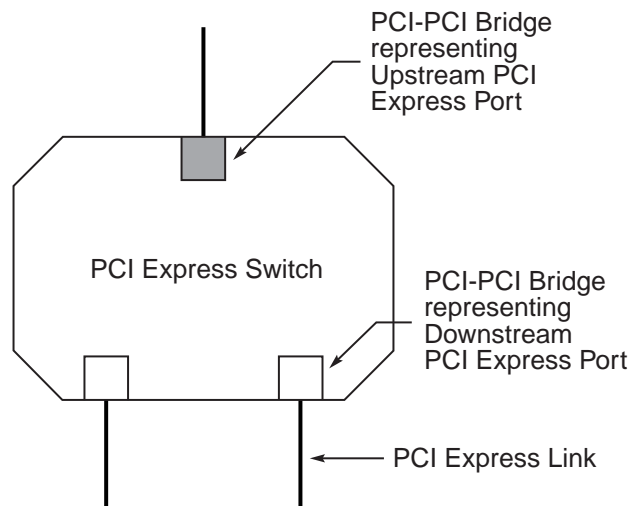 PCI-PCI Bridge
representing
Upstream PCI
Express Port
PCI Express Switch
PCI-PCI Bridge
representing
Downstream
PCI Express Port
PCI Express Link